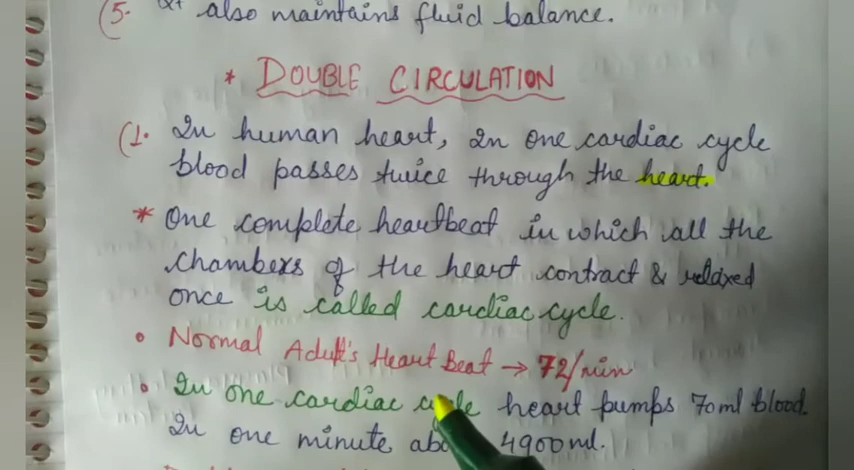 (5. It also maintains fluid balance.
* DOUBLE CIRCULATION
(1. In human heart, In one cardiac cycle
blood passes twice through the heart.
* One complete heartbeat in which all the
chambers of the heart contract & relaxed
once is called cardiac cycle.
• Normal Adult's Heart Beat → 72/min
• In one cardiac cycle heart pumps 70ml blood.
In one minute 4900ml.